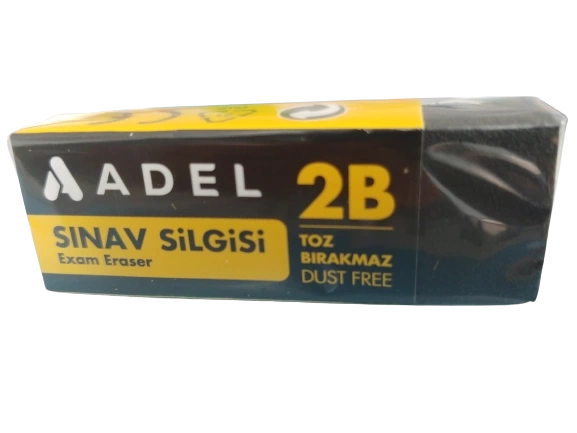 ADEL
SINAV SiLGiSi
Exam Eraser
2B
TOZ
BIRAKMAZ
DUST FREE